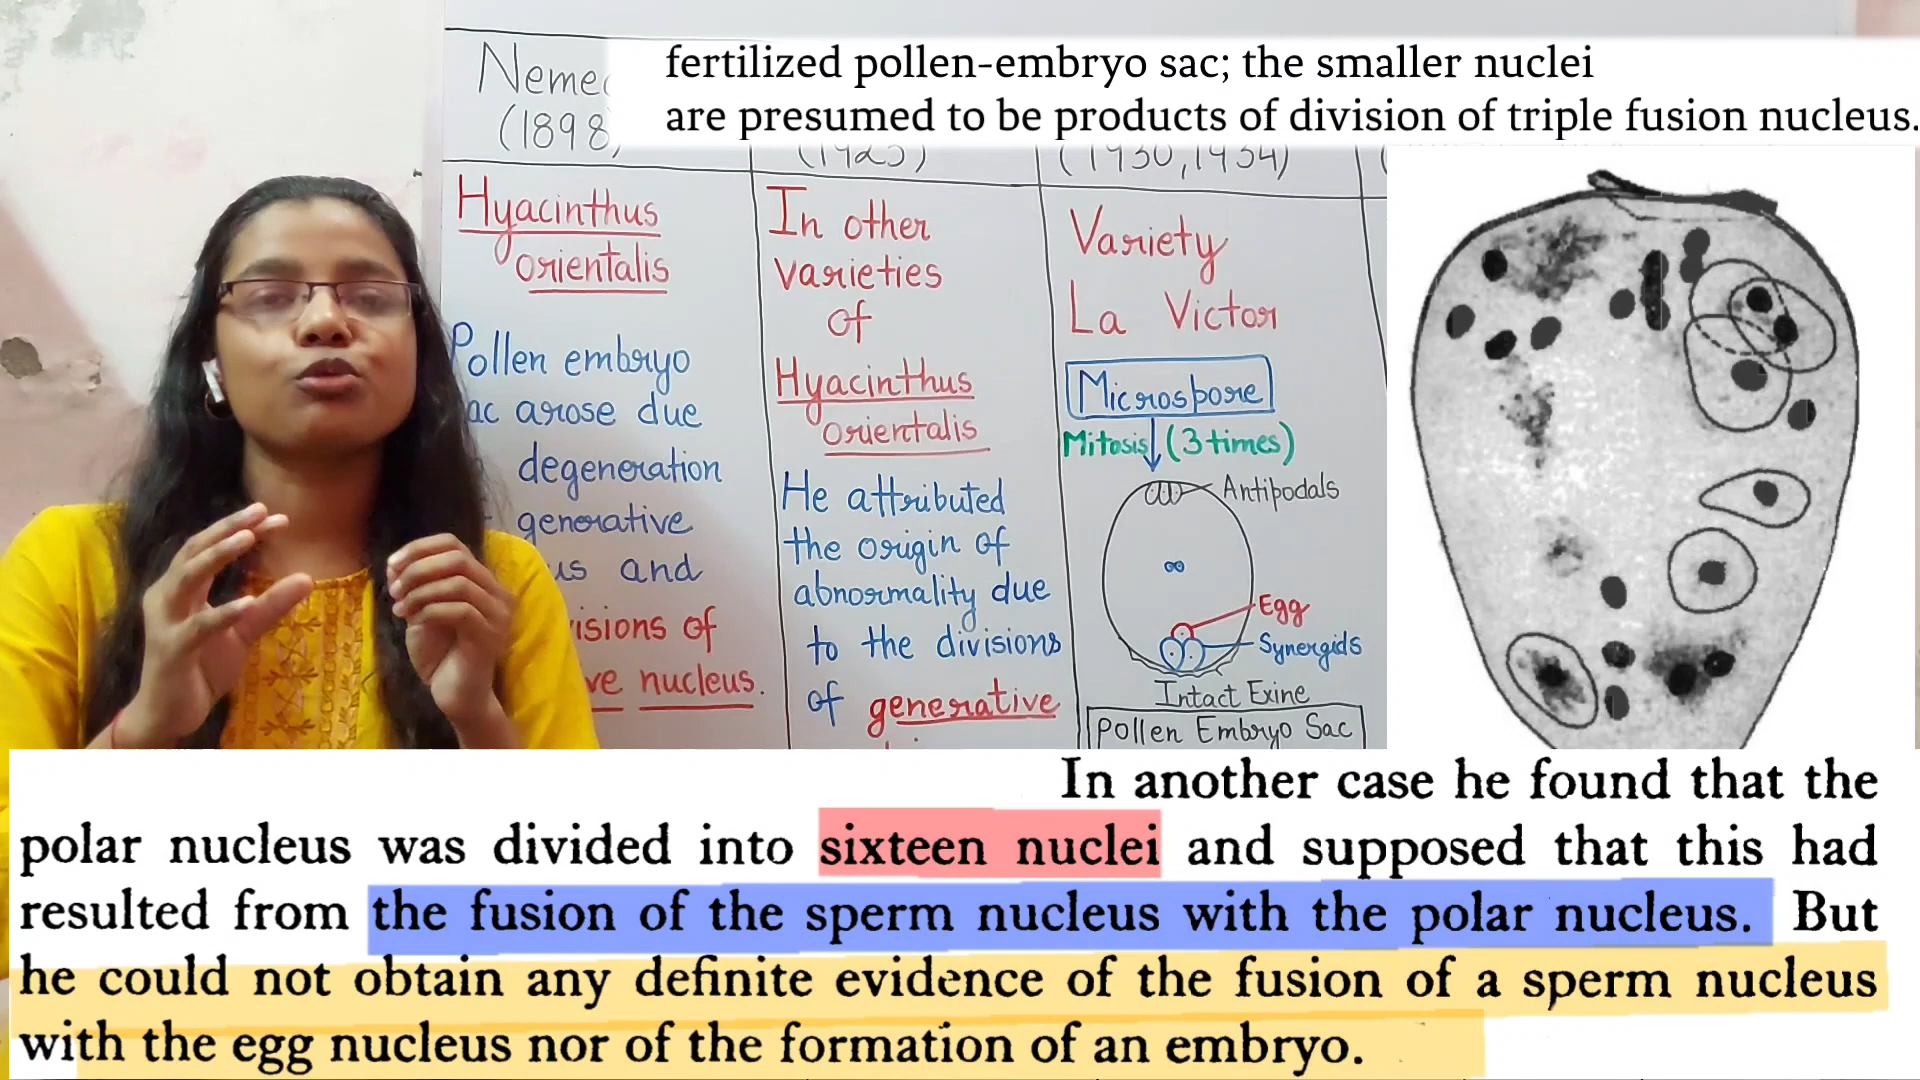 fertilized pollen-embryo sac; the smaller nuclei
are presumed to be products of division of triple fusion nucleus.
(1898)
Hyacinthus
orientalis
Pollen embryo
arose due
degeneration
generative
and
of
nucleus.
(1925)
In other
varieties
of
Hyacinthus
orientalis
He attributed
the origin of
abnormality due
to the divisions
of generative
(1930,1934)
Variety
La Victor
Microspore
Mitosis (3 times)
Antipodals
Egg
Synergids
Intact Exine
Pollen Embryo Sac
In another case he found that the
polar nucleus was divided into sixteen nuclei and supposed that this had
resulted from the fusion of the sperm nucleus with the polar nucleus. But
he could not obtain any definite evidence of the fusion of a sperm nucleus
with the egg nucleus nor of the formation of an embryo.